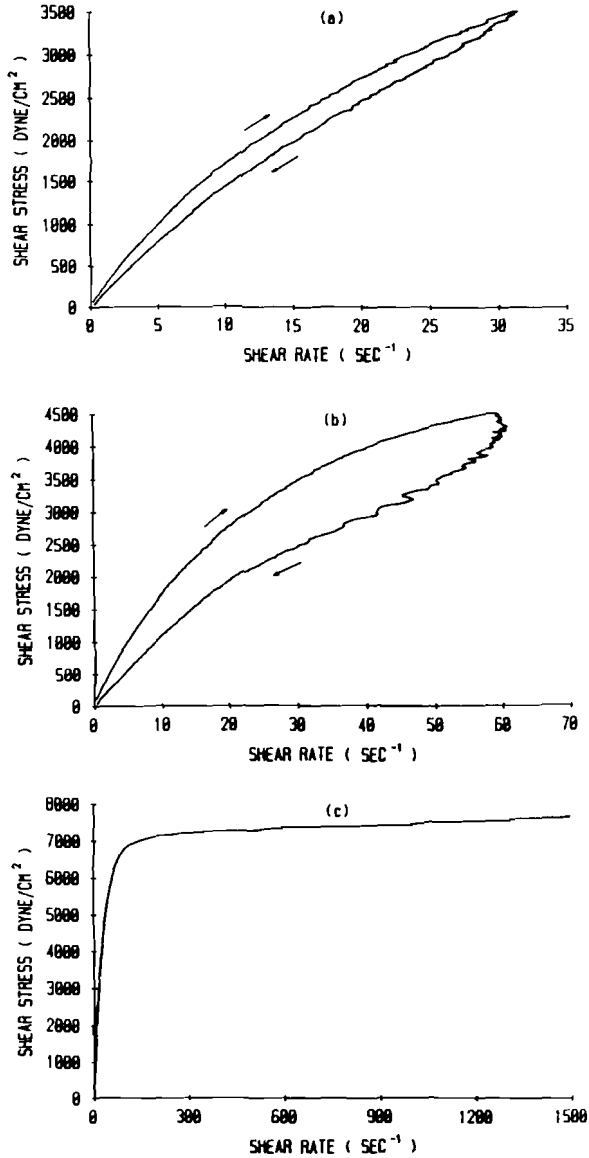 (a)
3500
3000
2500
2000
1500
1000
500
0
SHEAR STRESS ( DYNE/CM² )
0 5 10 15 20 25 30 35
SHEAR RATE ( SEC⁻¹ )
(b)
4500
4000
3500
3000
2500
2000
1500
1000
500
0
SHEAR STRESS ( DYNE/CM² )
0 10 20 30 40 50 60 70
SHEAR RATE ( SEC⁻¹ )
(c)
8000
7000
6000
5000
4000
3000
2000
1000
0
SHEAR STRESS ( DYNE/CM² )
0 300 600 900 1200 1500
SHEAR RATE ( SEC⁻¹ )